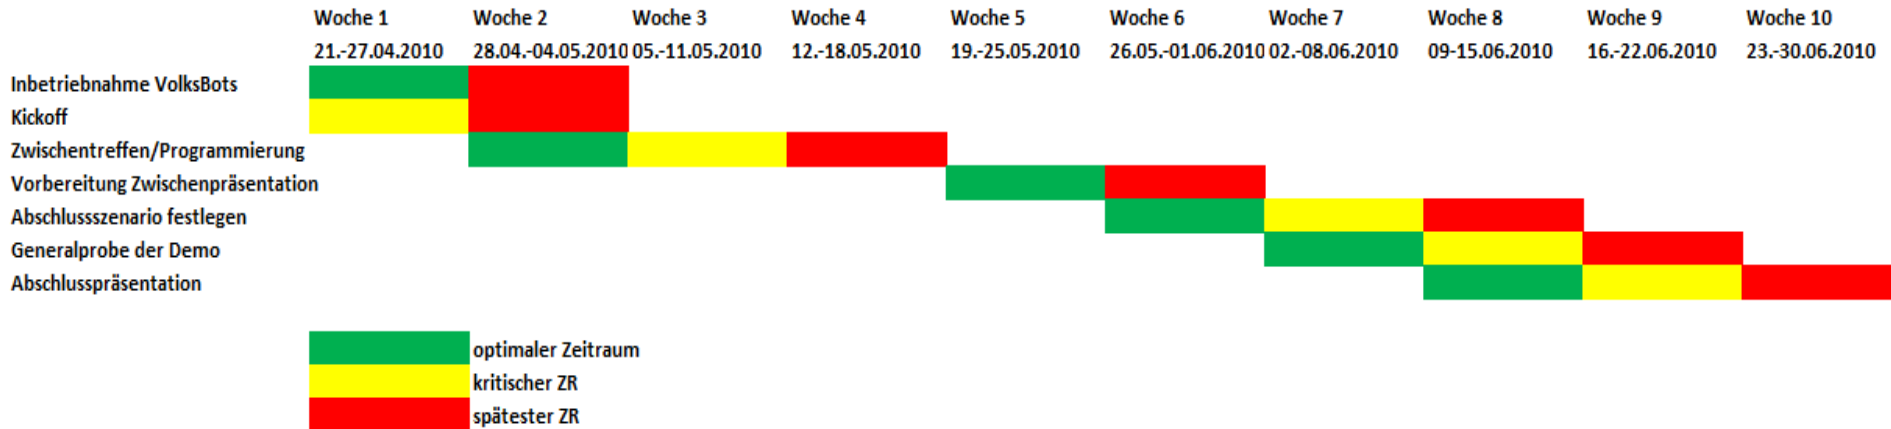 Woche 1 Woche 2 Woche 3 Woche 4 Woche 5 Woche 6 Woche 7 Woche 8 Woche 9 Woche 10
21.-27.04.2010 28.04.-04.05.2010 05.-11.05.2010 12.-18.05.2010 19.-25.05.2010 26.05.-01.06.2010 02.-08.06.2010 09-15.06.2010 16.-22.06.2010 23.-30.06.2010
Inbetriebnahme VolksBots
Kickoff
Zwischentreffen/Programmierung
Vorbereitung Zwischenpräsentation
Abschlussszenario festlegen
Generalprobe der Demo
Abschlusspräsentation
optimaler Zeitraum
kritischer ZR
spätester ZR